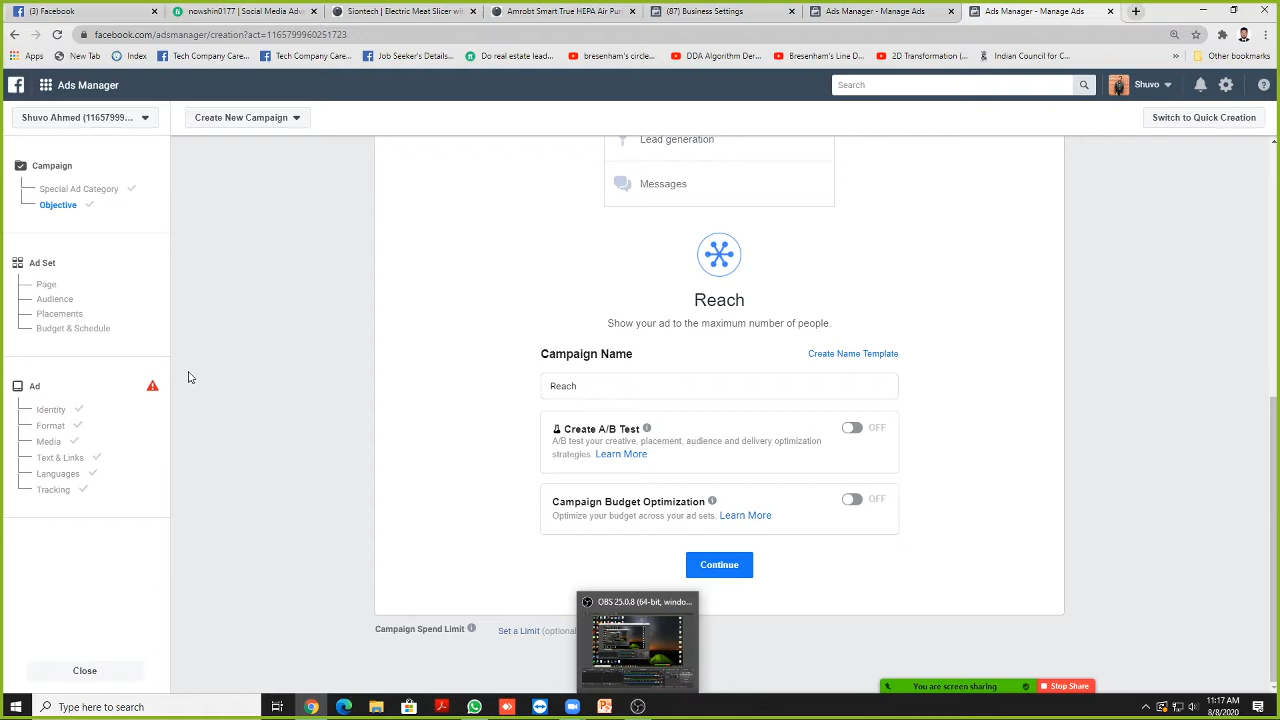 (3) Facebook
nowshin0177 | Social Media Adve
Siontech | Electric Meat Slicer wit
Amrobt Smart True HEPA Air Pur
(87) Business Settings
Ads Manager - Manage Ads
Ads Manager - Manage Ads
facebook.com/adsmanager/creation?act=1165799960251723
Apps
YouTube
Index
Tech Company Care...
Tech Company Care...
Job Seeker's Details...
Do real estate lead...
bresenham's circle...
DDA Algorithm Der...
Bresenham's Line D...
2D Transformation (...
Indian Council for C...
Other bookmarks
Ads Manager
Search
Shuvo
Shuvo Ahmed (11657999...
Create New Campaign
Switch to Quick Creation
Campaign
Special Ad Category
Objective
Ad Set
Page
Audience
Placements
Budget & Schedule
Ad
Identity
Format
Media
Text & Links
Languages
Tracking
Close
Lead generation
Messages
Reach
Show your ad to the maximum number of people.
Campaign Name
Create Name Template
Reach
Create A/B Test
OFF
A/B test your creative, placement, audience and delivery optimization
strategies. Learn More
Campaign Budget Optimization
OFF
Optimize your budget across your ad sets. Learn More
Continue
OBS 25.0.8 (64-bit, windo...
Campaign Spend Limit
Set a Limit (optional
You are screen sharing
Stop Share
Type here to search
11:17 AM
8/8/2020